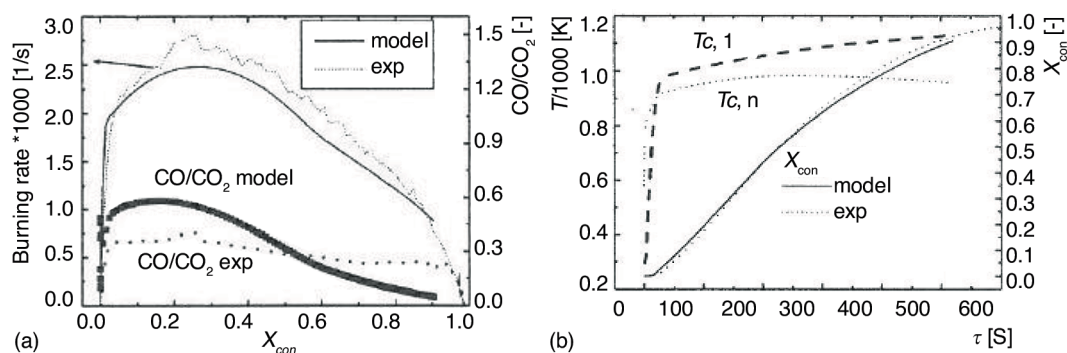 Burning rate *1000 [1/s]
3.0
2.5
2.0
1.5
1.0
0.5
0.0
model
exp
CO/CO2 model
CO/CO2 exp
1.5
1.2
0.9
0.6
0.3
0.0
CO/CO2 [-]
0.0 0.2 0.4 0.6 0.8 1.0
Xcon
(a)
T/1000 [K]
1.2
1.0
0.8
0.6
0.4
0.2
Tc, 1
Tc, n
Xcon
model
exp
1.0
0.9
0.8
0.7
0.6
0.5
0.4
0.3
0.2
0.1
0.0
Xcon [-]
50 100 200 300 400 450 500 600
τ [S]
(b)